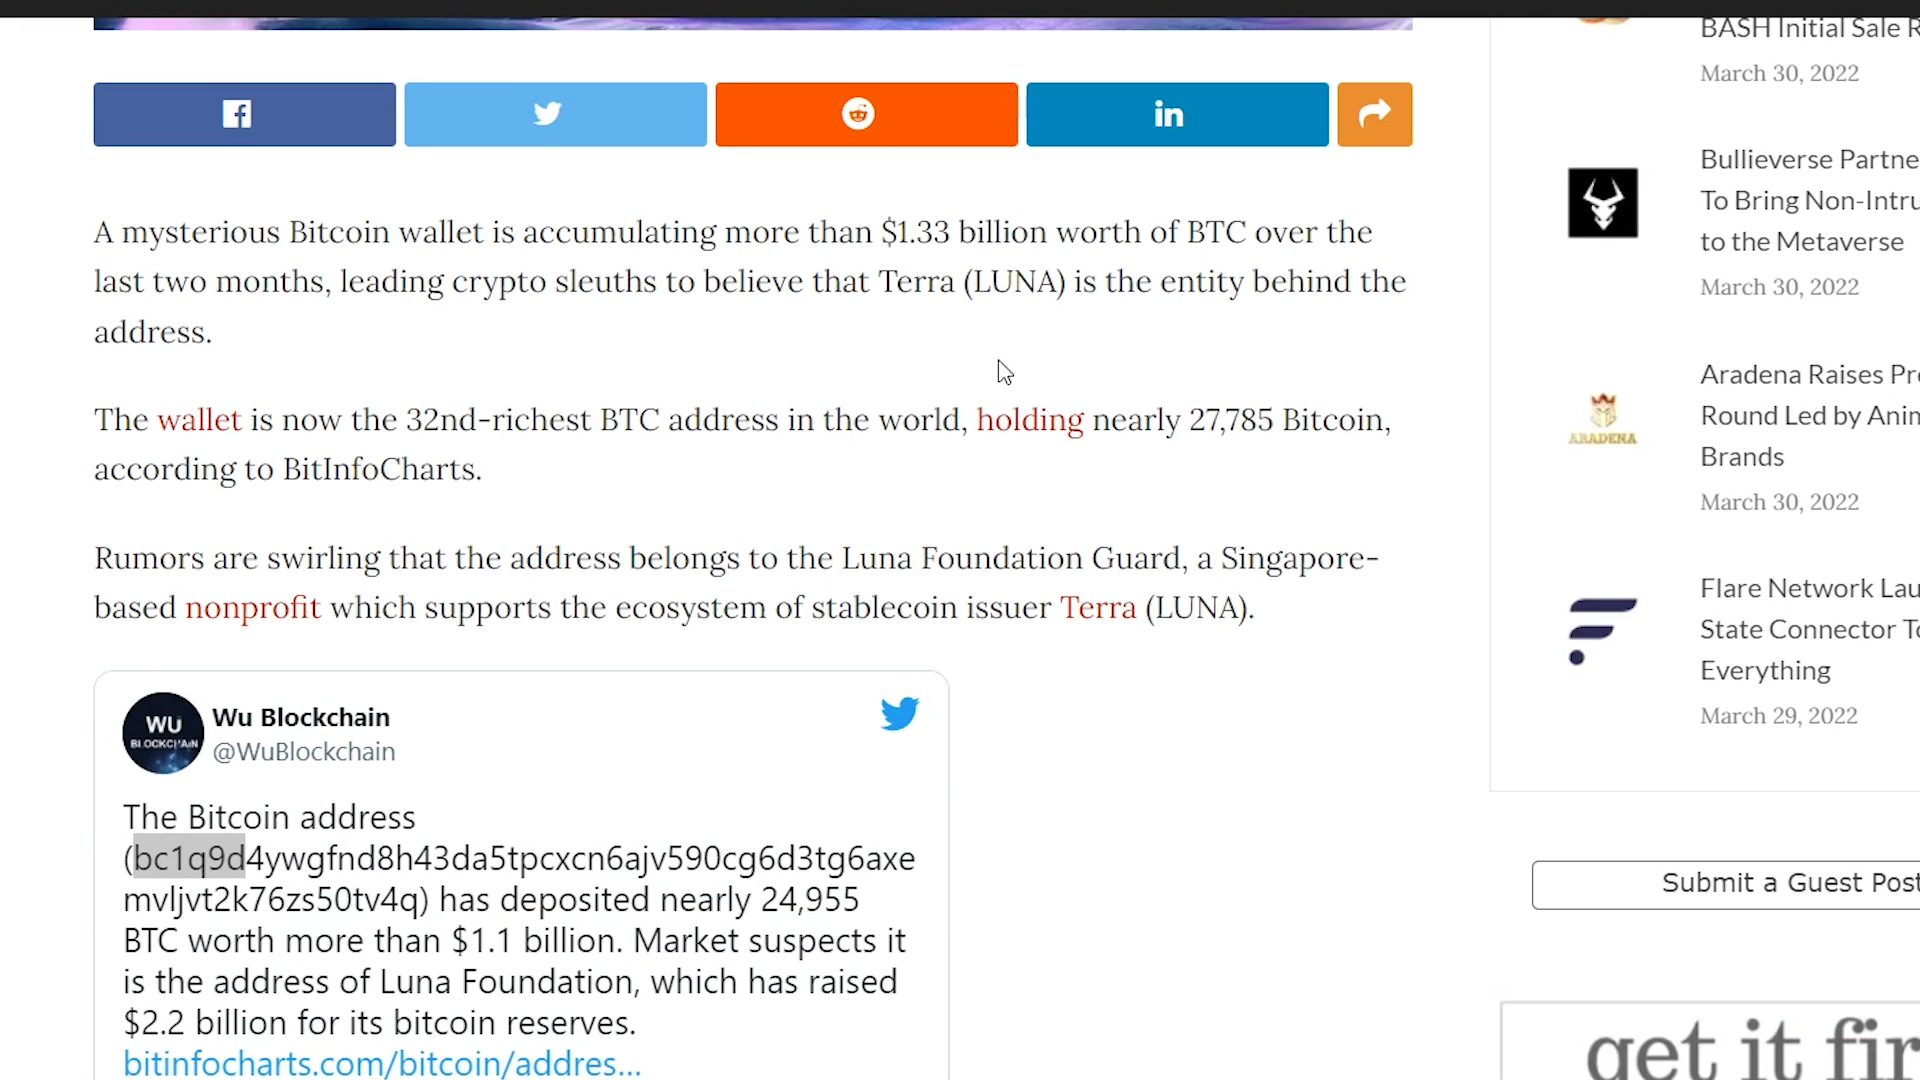 A mysterious Bitcoin wallet is accumulating more than $1.33 billion worth of BTC over the
last two months, leading crypto sleuths to believe that Terra (LUNA) is the entity behind the
address.
The wallet is now the 32nd-richest BTC address in the world, holding nearly 27,785 Bitcoin,
according to BitInfoCharts.
Rumors are swirling that the address belongs to the Luna Foundation Guard, a Singapore-
based nonprofit which supports the ecosystem of stablecoin issuer Terra (LUNA).
WU
BLOCKCHAIN
Wu Blockchain
@WuBlockchain
The Bitcoin address
(bc1q9d4ywgfnd8h43da5tpcxcn6ajv590cg6d3tg6axe
mvljvt2k76zs50tv4q) has deposited nearly 24,955
BTC worth more than $1.1 billion. Market suspects it
is the address of Luna Foundation, which has raised
$2.2 billion for its bitcoin reserves.
bitinfocharts.com/bitcoin/addres...
BASH Initial Sale R
March 30, 2022
Bullieverse Partne
To Bring Non-Intru
to the Metaverse
March 30, 2022
ARADENA
Aradena Raises Pr
Round Led by Anim
Brands
March 30, 2022
Flare Network Lau
State Connector To
Everything
March 29, 2022
Submit a Guest Post
get it fir